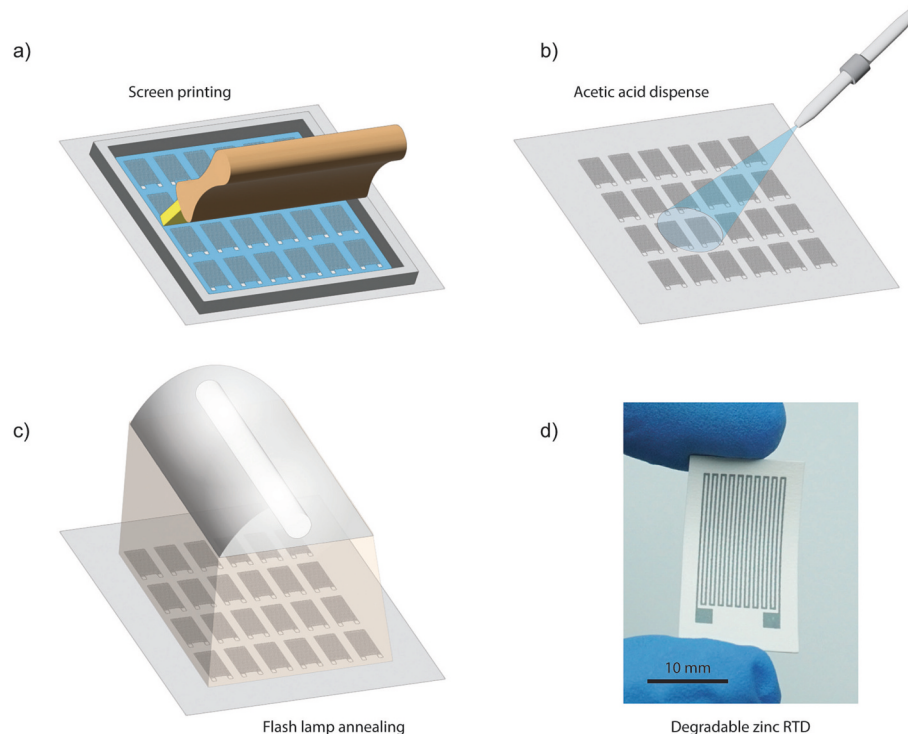 a)
Screen printing
b)
Acetic acid dispense
c)
Flash lamp annealing
d)
10 mm
Degradable zinc RTD